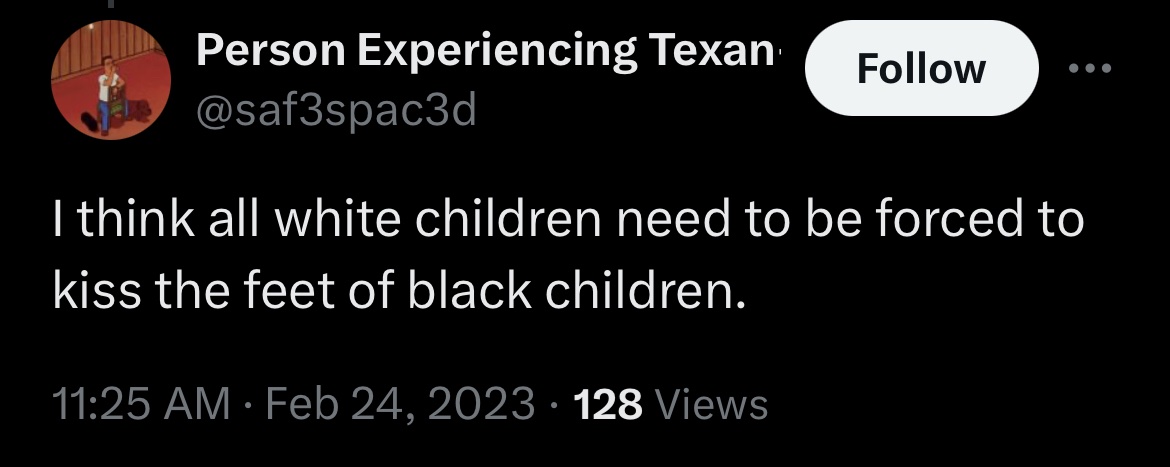 Person Experiencing Texan
Follow
@saf3spac3d
I think all white children need to be forced to
kiss the feet of black children.
11:25 AM · Feb 24, 2023 · 128 Views